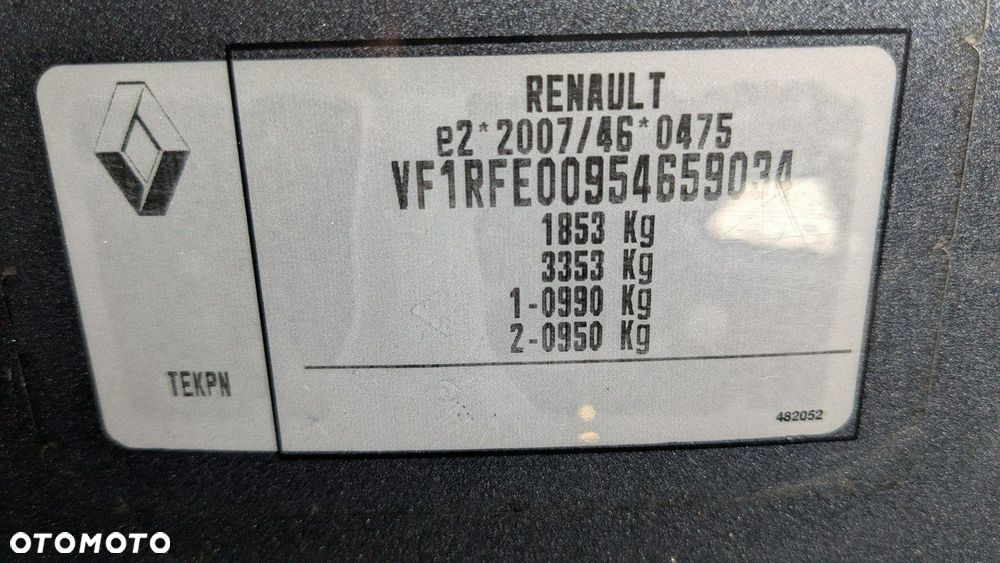 RENAULT
e2*2007/46*0475
VF1RFE00954659034
1853 Kg
3353 Kg
1-0990 Kg
2-0950 Kg
TEKPN
482052
OTOMOTO